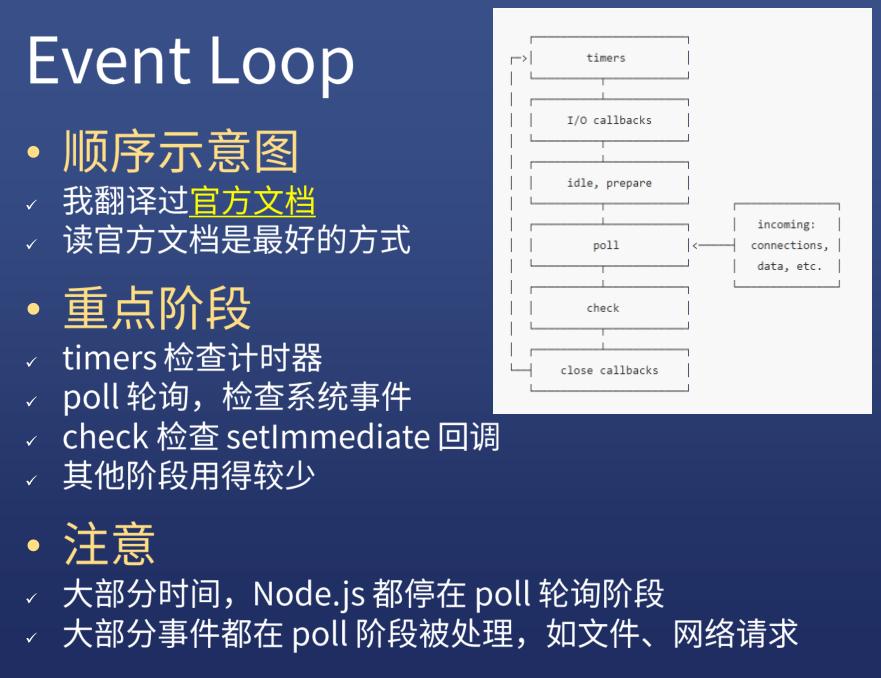 Event Loop
顺序示意图
我翻译过官方文档
读官方文档是最好的方式
重点阶段
timers 检查计时器
poll 轮询，检查系统事件
check 检查 setImmediate 回调
其他阶段用得较少
注意
大部分时间，Node.js 都停在 poll 轮询阶段
大部分事件都在 poll 阶段被处理，如文件、网络请求
timers
I/O callbacks
idle, prepare
poll
check
close callbacks
incoming:
connections,
data, etc.